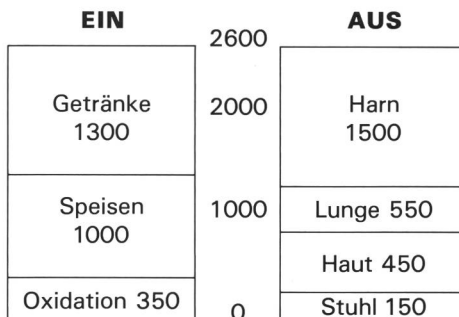 EIN
AUS
2600
Getränke
1300
2000
Harn
1500
Speisen
1000
1000
Lunge 550
Haut 450
Oxidation 350
0
Stuhl 150